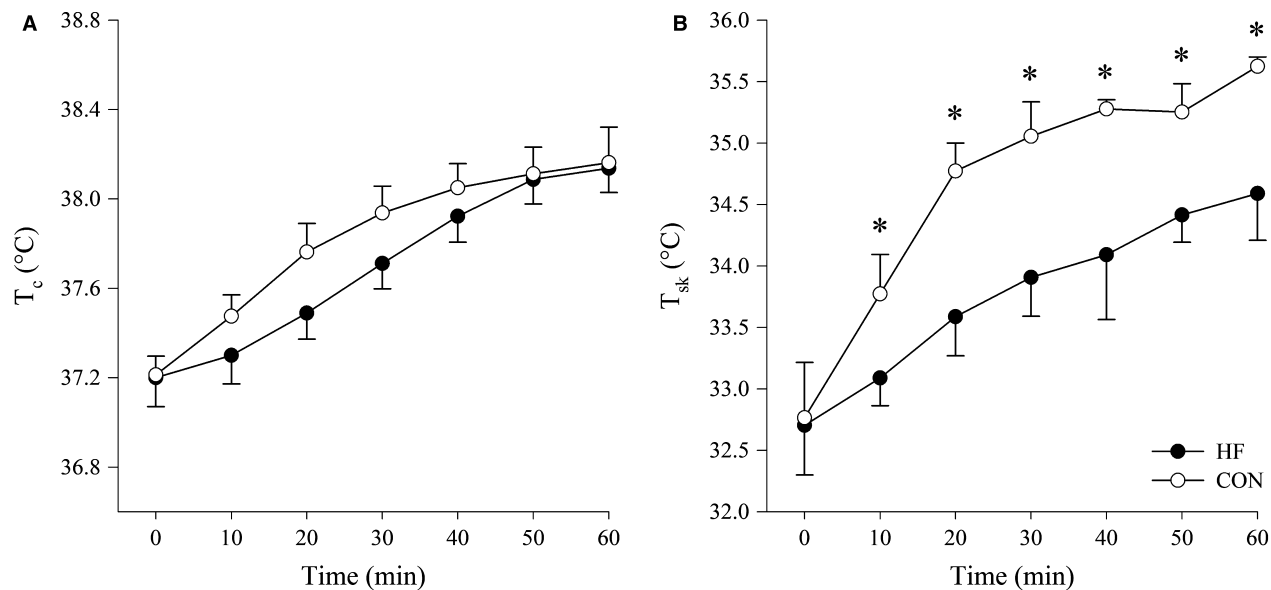 A
38.8
38.4
38.0
37.6
37.2
36.8
T_c (°C)
0 10 20 30 40 50 60
Time (min)
B
36.0
35.5
35.0
34.5
34.0
33.5
33.0
32.5
32.0
T_sk (°C)
* * * * * *
HF
CON
0 10 20 30 40 50 60
Time (min)